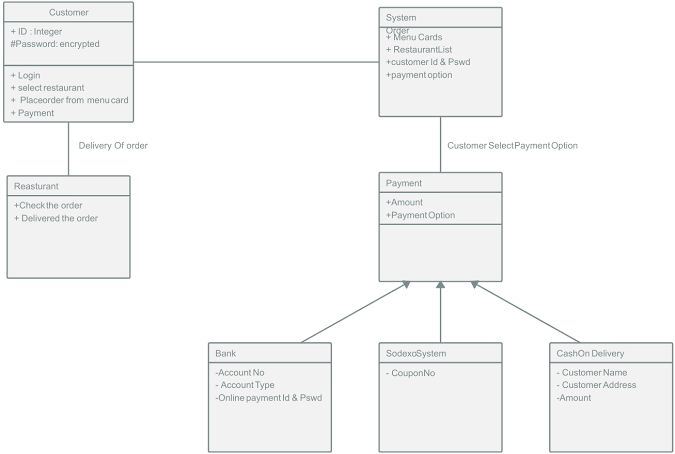 Customer
+ ID : Integer
#Password: encrypted
+ Login
+ select restaurant
+ Placeorder from menu card
+ Payment
System
Order
+ Menu Cards
+ RestaurantList
+customer Id & Pswd
+payment option
Delivery Of order
Customer Select Payment Option
Reasturant
+Check the order
+ Delivered the order
Payment
+Amount
+Payment Option
Bank
-Account No
- Account Type
-Online payment Id & Pswd
SodexoSystem
- CouponNo
CashOn Delivery
- Customer Name
- Customer Address
-Amount